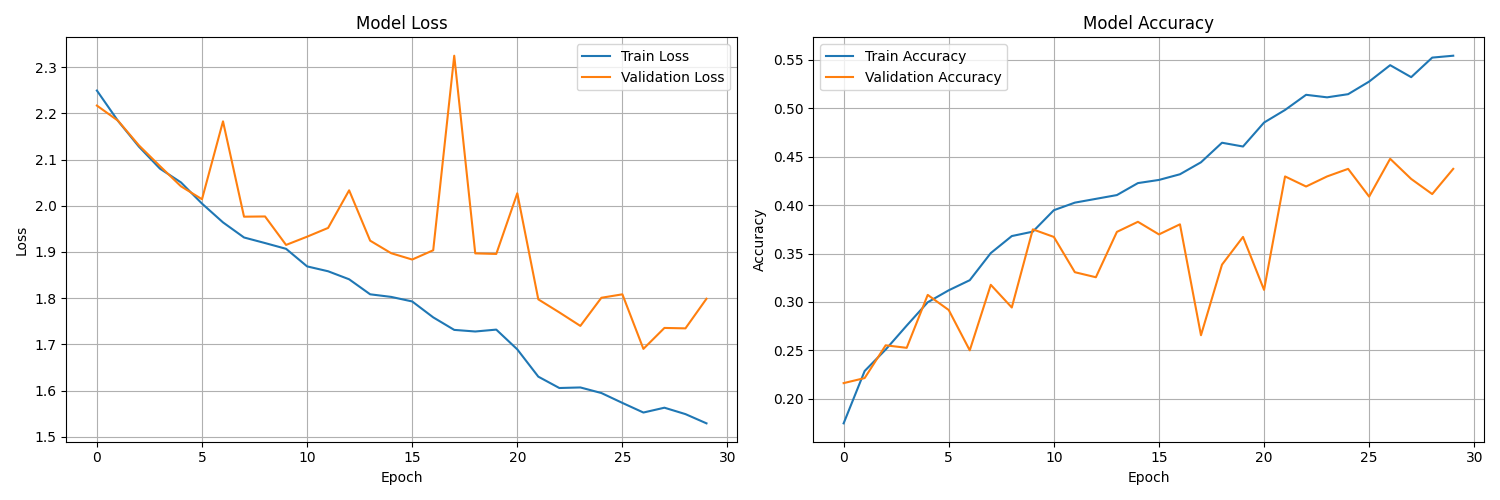 Model Loss
Train Loss
Validation Loss
2.3
2.2
2.1
2.0
1.9
1.8
1.7
1.6
1.5
Loss
0 5 10 15 20 25 30
Epoch
Model Accuracy
Train Accuracy
Validation Accuracy
0.55
0.50
0.45
0.40
0.35
0.30
0.25
0.20
Accuracy
0 5 10 15 20 25 30
Epoch